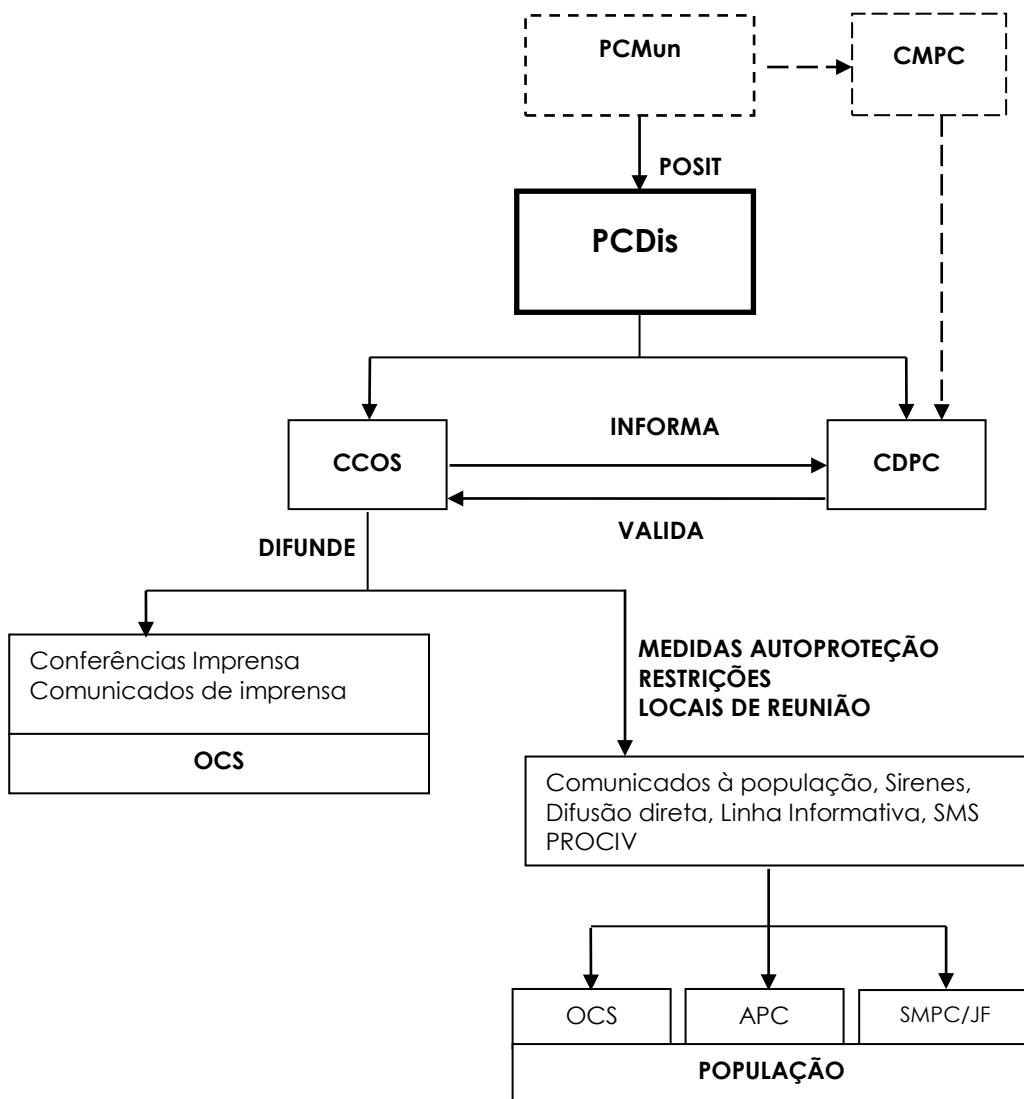 PCMun
CMPC
POSIT
PCDis
INFORMA
CCOS
CDPC
VALIDA
DIFUNDE
Conferências Imprensa
Comunicados de imprensa
OCS
MEDIDAS AUTOPROTEÇÃO
RESTRIÇÕES
LOCAIS DE REUNIÃO
Comunicados à população, Sirenes,
Difusão direta, Linha Informativa, SMS
PROCIV
OCS
APC
SMPC/JF
POPULAÇÃO